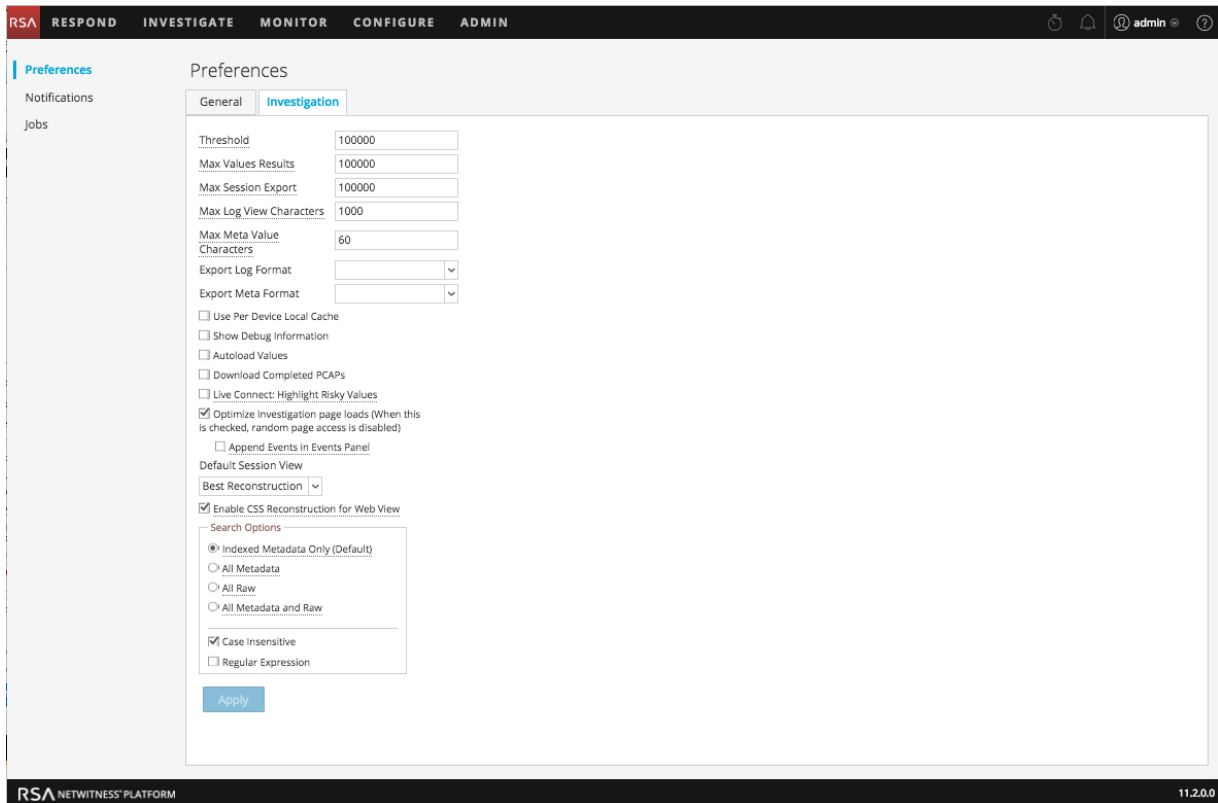 RSA RESPOND INVESTIGATE MONITOR CONFIGURE ADMIN admin
Preferences
Notifications
Jobs
Preferences
General Investigation
Threshold 100000
Max Values Results 100000
Max Session Export 100000
Max Log View Characters 1000
Max Meta Value
Characters
60
Export Log Format
Export Meta Format
Use Per Device Local Cache
Show Debug Information
Autoload Values
Download Completed PCAPs
Live Connect: Highlight Risky Values
Optimize Investigation page loads (When this
is checked, random page access is disabled)
Append Events in Events Panel
Default Session View
Best Reconstruction
Enable CSS Reconstruction for Web View
Search Options
Indexed Metadata Only (Default)
All Metadata
All Raw
All Metadata and Raw
Case Insensitive
Regular Expression
Apply
RSA NETWITNESS® PLATFORM 11.2.0.0